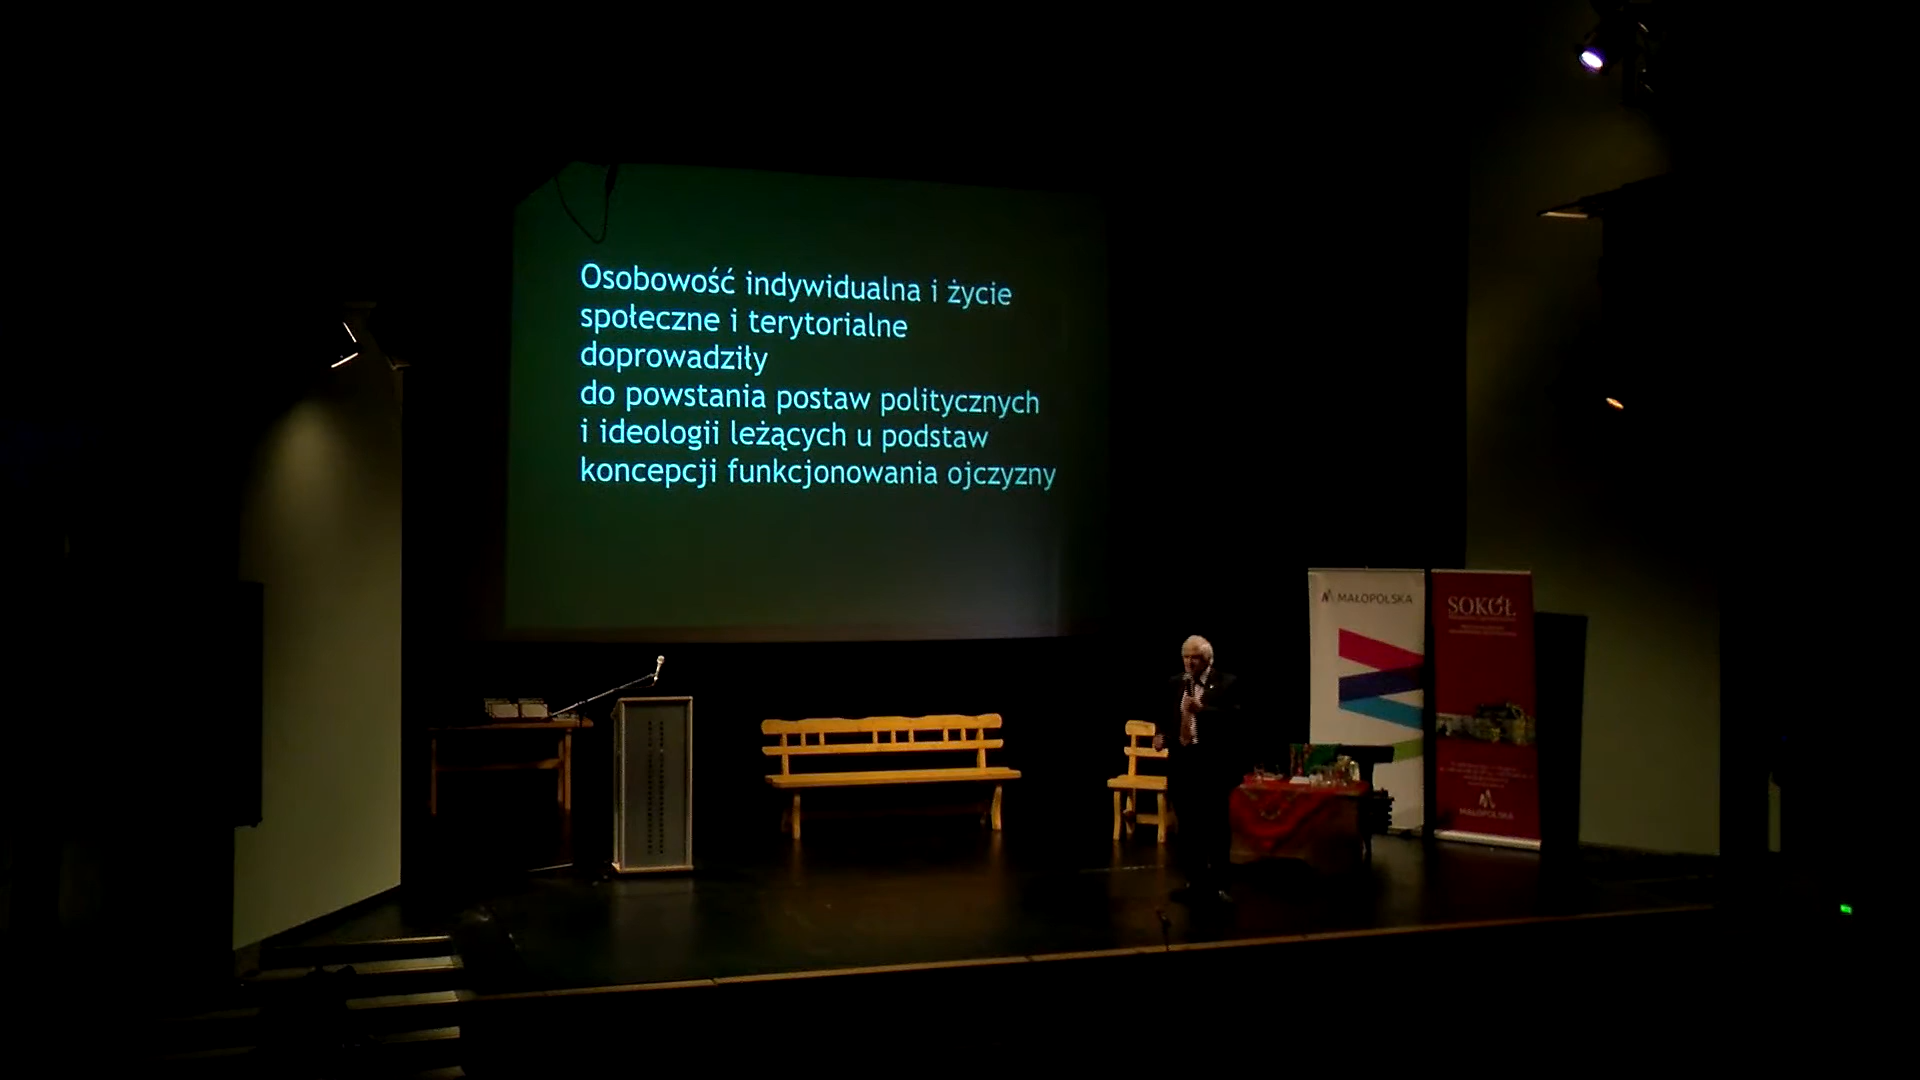 Osobowość indywidualna i życie
społeczne i terytorialne
doprowadziły
do powstania postaw politycznych
i ideologii leżących u podstaw
koncepcji funkcjonowania ojczyzny
MAŁOPOLSKA
SOKÓŁ
MAŁOPOLSKA